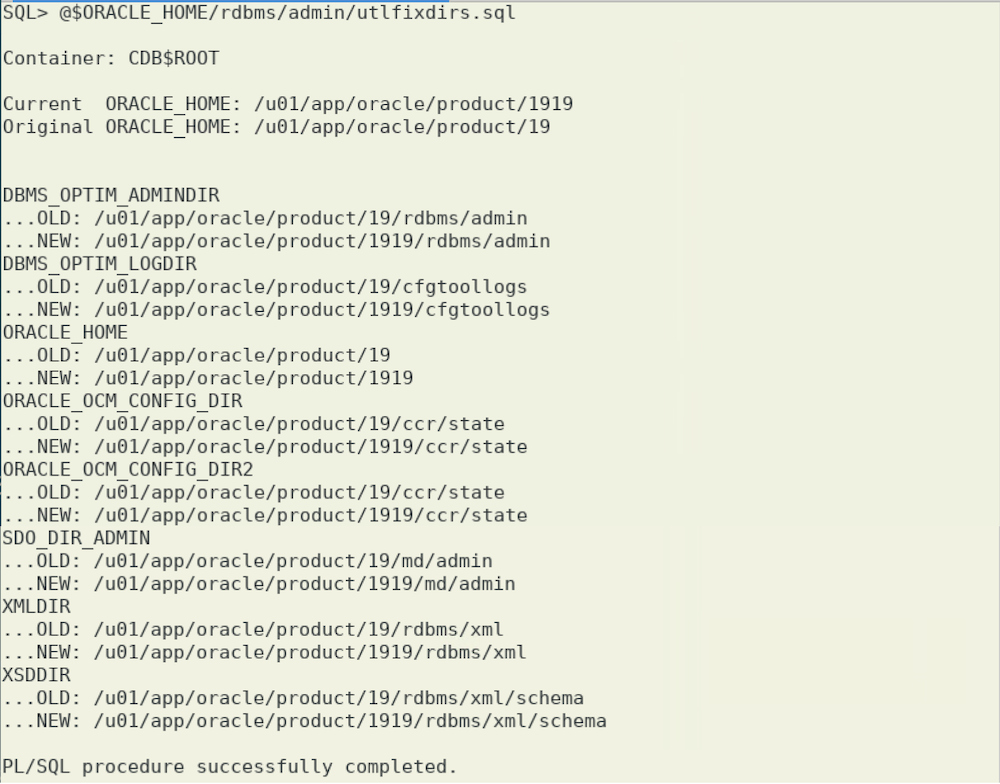 SQL> @$ORACLE_HOME/rdbms/admin/utlfixdirs.sql
Container: CDB$ROOT
Current  ORACLE_HOME: /u01/app/oracle/product/1919
Original ORACLE_HOME: /u01/app/oracle/product/19
DBMS_OPTIM_ADMINDIR
...OLD: /u01/app/oracle/product/19/rdbms/admin
...NEW: /u01/app/oracle/product/1919/rdbms/admin
DBMS_OPTIM_LOGDIR
...OLD: /u01/app/oracle/product/19/cfgtoollogs
...NEW: /u01/app/oracle/product/1919/cfgtoollogs
ORACLE_HOME
...OLD: /u01/app/oracle/product/19
...NEW: /u01/app/oracle/product/1919
ORACLE_OCM_CONFIG_DIR
...OLD: /u01/app/oracle/product/19/ccr/state
...NEW: /u01/app/oracle/product/1919/ccr/state
ORACLE_OCM_CONFIG_DIR2
...OLD: /u01/app/oracle/product/19/ccr/state
...NEW: /u01/app/oracle/product/1919/ccr/state
SDO_DIR_ADMIN
...OLD: /u01/app/oracle/product/19/md/admin
...NEW: /u01/app/oracle/product/1919/md/admin
XMLDIR
...OLD: /u01/app/oracle/product/19/rdbms/xml
...NEW: /u01/app/oracle/product/1919/rdbms/xml
XSDDIR
...OLD: /u01/app/oracle/product/19/rdbms/xml/schema
...NEW: /u01/app/oracle/product/1919/rdbms/xml/schema
PL/SQL procedure successfully completed.